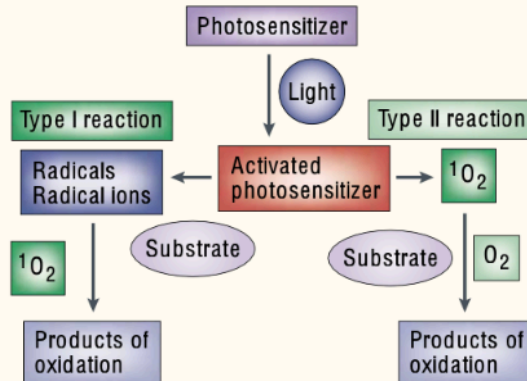 Photosensitizer
Light
Type I reaction
Type II reaction
Radicals
Radical ions
Activated
photosensitizer
¹O₂
Substrate
Substrate
¹O₂
O₂
Products of
oxidation
Products of
oxidation